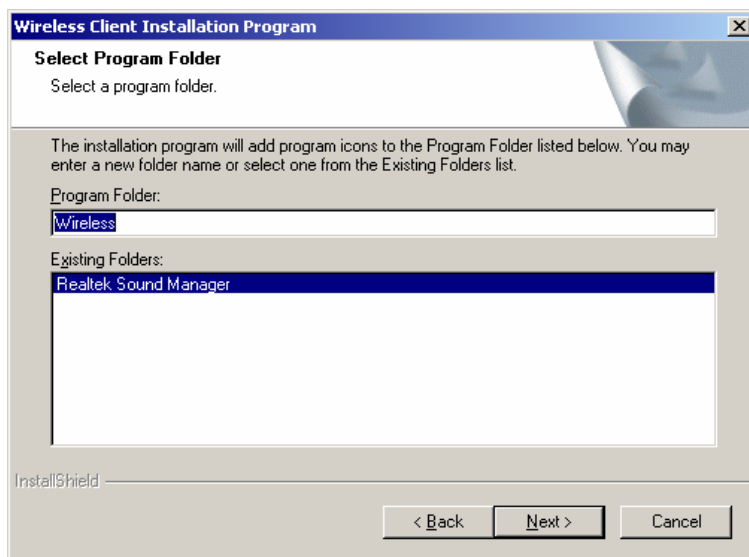 Wireless Client Installation Program
Select Program Folder
Select a program folder.
The installation program will add program icons to the Program Folder listed below. You may
enter a new folder name or select one from the Existing Folders list.
Program Folder:
Wireless
Existing Folders:
Realtek Sound Manager
InstallShield
< Back
Next >
Cancel